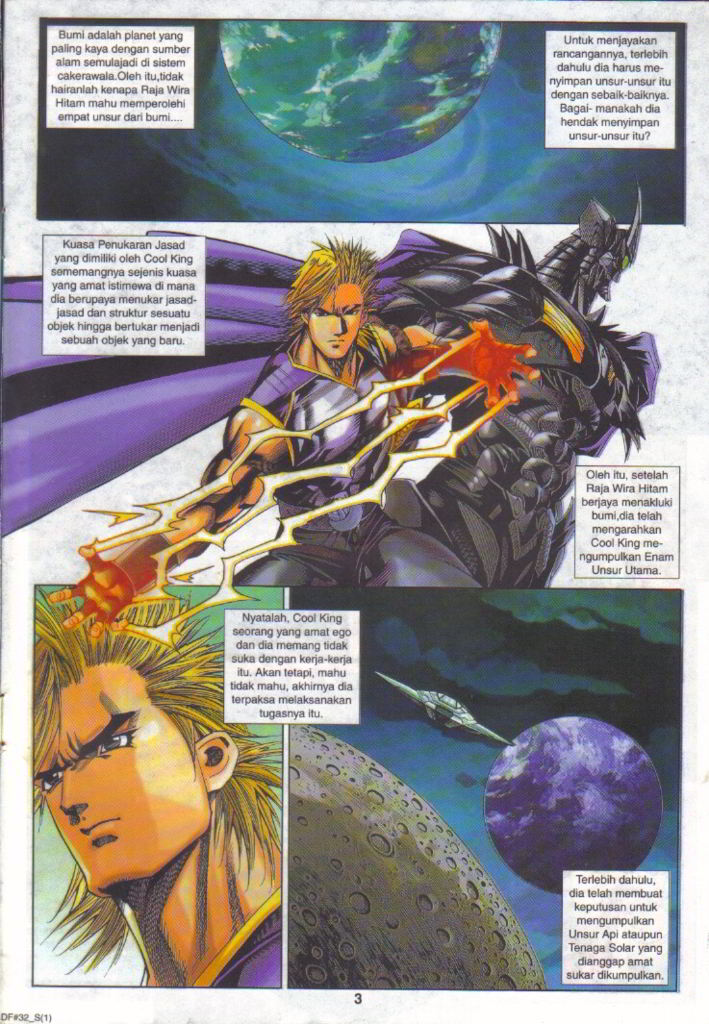 Bumi adalah planet yang
paling kaya dengan sumber
alam semulajadi di sistem
cakerawala.Oleh itu,tidak
hairanlah kenapa Raja Wira
Hitam mahu memperolehi
empat unsur dari bumi....
Untuk menjayakan
rancangannya, terlebih
dahulu dia harus me-
nyimpan unsur-unsur itu
dengan sebaik-baiknya.
Bagai- manakah dia
hendak menyimpan
unsur-unsur itu?
Kuasa Penukaran Jasad
yang dimiliki oleh Cool King
sememangnya sejenis kuasa
yang amat istimewa di mana
dia berupaya menukar jasad-
jasad dan struktur sesuatu
objek hingga bertukar menjadi
sebuah objek yang baru.
Oleh itu, setelah
Raja Wira Hitam
berjaya menakluki
bumi,dia telah
mengarahkan
Cool King me-
ngumpulkan Enam
Unsur Utama.
Nyatalah, Cool King
seorang yang amat ego
dan dia memang tidak
suka dengan kerja-kerja
itu. Akan tetapi, mahu
tidak mahu, akhirnya dia
terpaksa melaksanakan
tugasnya itu.
Terlebih dahulu,
dia telah membuat
keputusan untuk
mengumpulkan
Unsur Api ataupun
Tenaga Solar yang
dianggap amat
sukar dikumpulkan.
3
DF#32_S(1)